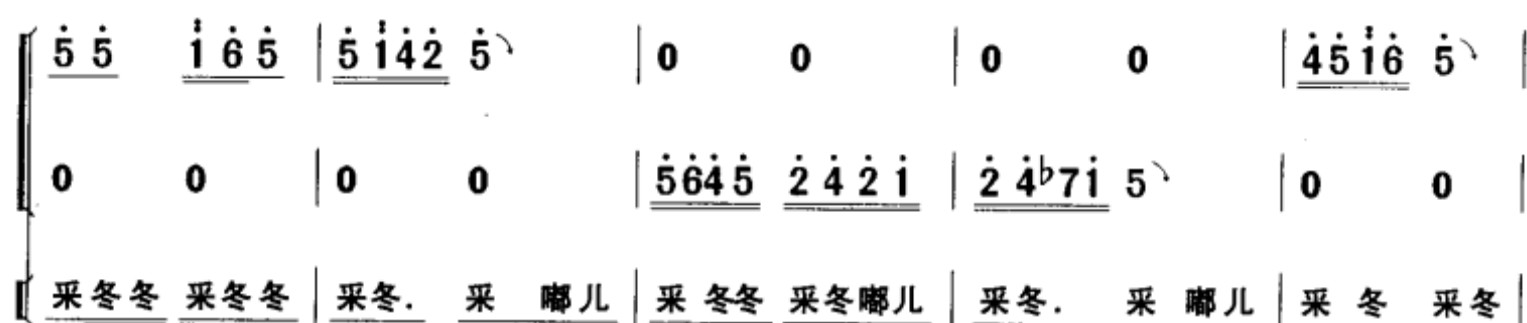 5̇ 5̇ 1̈ 6̇ 5̇ | 5̇ 1̈ 4̇ 2̇ 5̇ | 0 0 | 0 0 | 4̇ 5̇ 1̈ 6̇ 5̇ |
0 0 | 0 0 | 5̇ 6̇ 4̇ 5̇ 2̇ 4̇ 2̇ 1̇ | 2̇ 4̇ ♭7 1̇ 5 | 0 0 |
采冬冬 采冬冬 | 采冬. 采 嘟儿 | 采 冬冬 采冬嘟儿 | 采冬. 采 嘟儿 | 采 冬 采冬 |